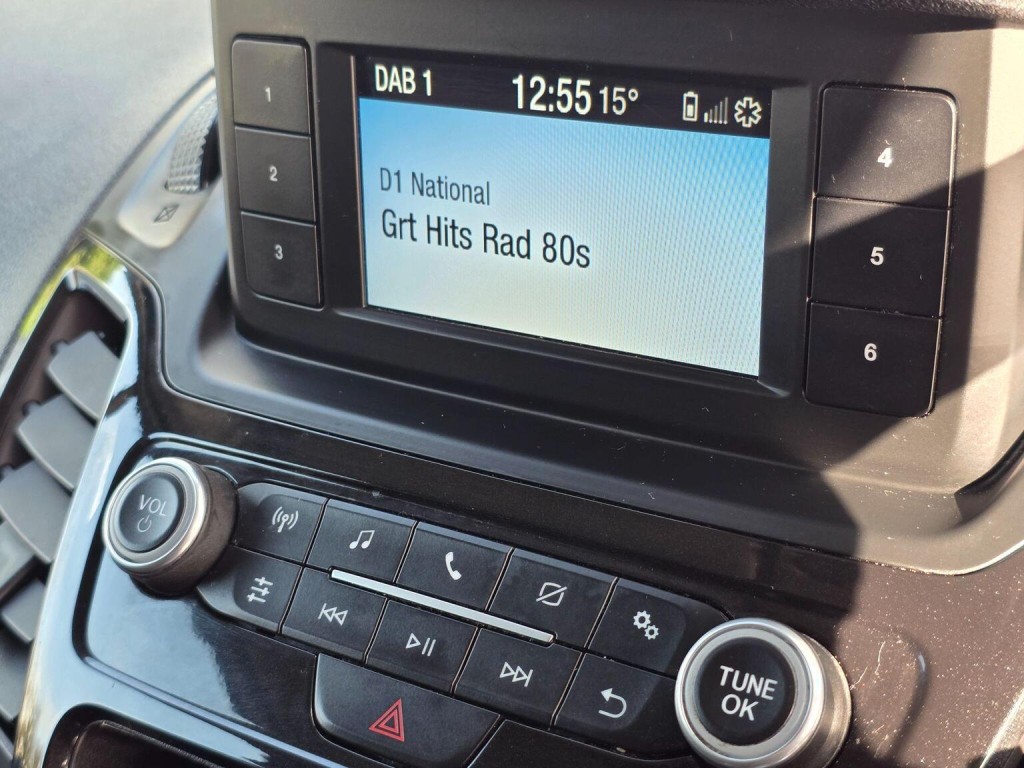 DAB 1 12:55 15°
D1 National
Grt Hits Rad 80s
1
2
3
4
5
6
VOL
TUNE
OK